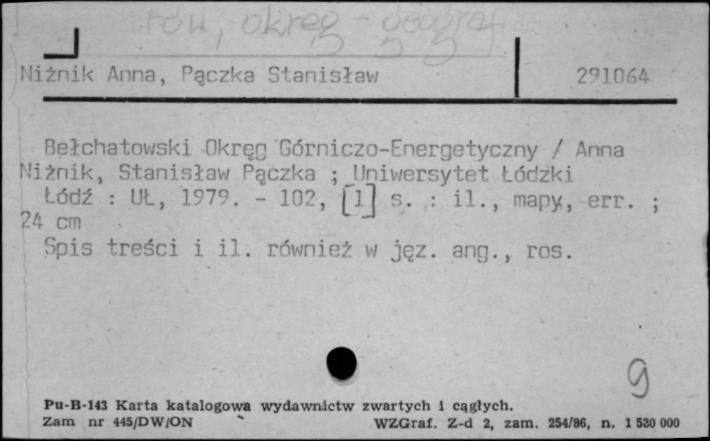 okręg - geografi
Niżnik Anna, Pączka Stanisław 291064
Bełchatowski Okręg Górniczo-Energetyczny / Anna
Niżnik, Stanisław Pączka ; Uniwersytet Łódzki
Łódź : UŁ, 1979. - 102, [1] s. : il., mapy, err. ;
24 cm
Spis treści i il. również w jęz. ang., ros.
9
Pu-B-143 Karta katalogowa wydawnictw zwartych i ciągłych.
Zam nr 445/DW/ON WZGraf. Z-d 2, zam. 254/86, n. 1 530 000